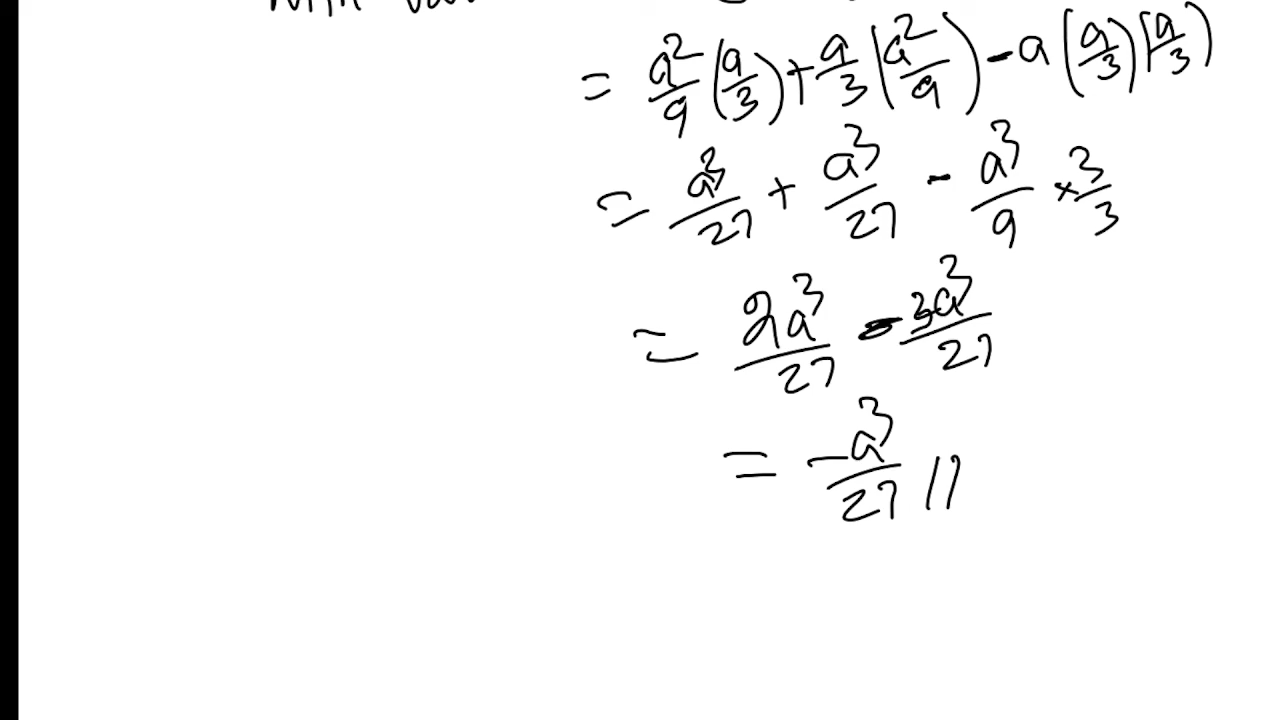 = a²/9 (a/3) + a/3 (a²/9) - a (a/3) (a/3)
= a³/27 + a³/27 - a³/9 × 3/3
= 2a³/27 - 3a³/27
= -a³/27 //